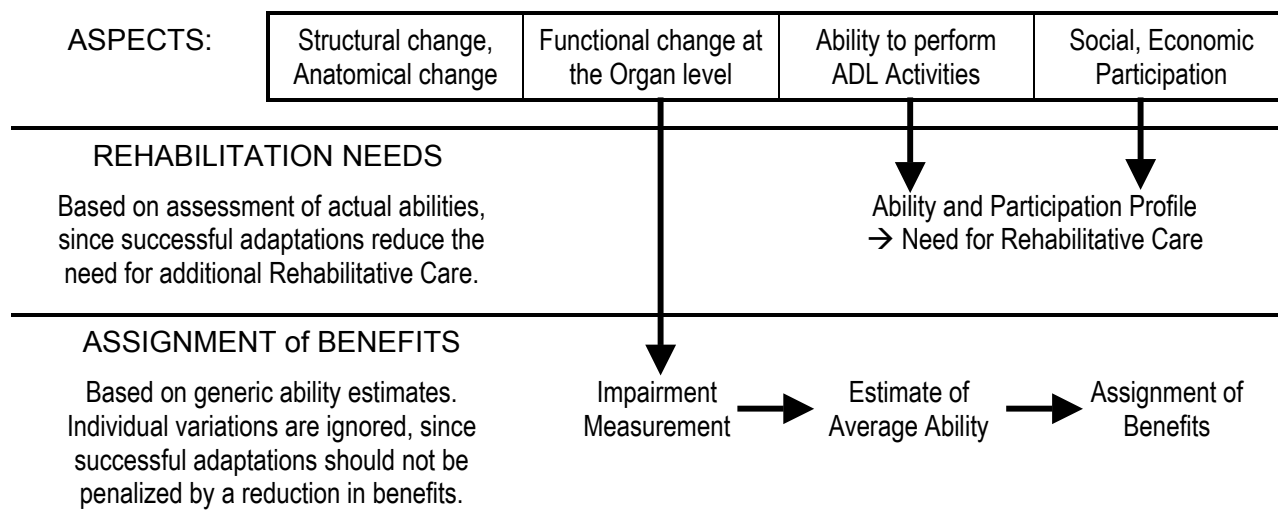 ASPECTS:
Structural change,
Anatomical change
Functional change at
the Organ level
Ability to perform
ADL Activities
Social, Economic
Participation
REHABILITATION NEEDS
Based on assessment of actual abilities,
since successful adaptations reduce the
need for additional Rehabilitative Care.
Ability and Participation Profile
→ Need for Rehabilitative Care
ASSIGNMENT of BENEFITS
Based on generic ability estimates.
Individual variations are ignored, since
successful adaptations should not be
penalized by a reduction in benefits.
Impairment
Measurement
Estimate of
Average Ability
Assignment of
Benefits